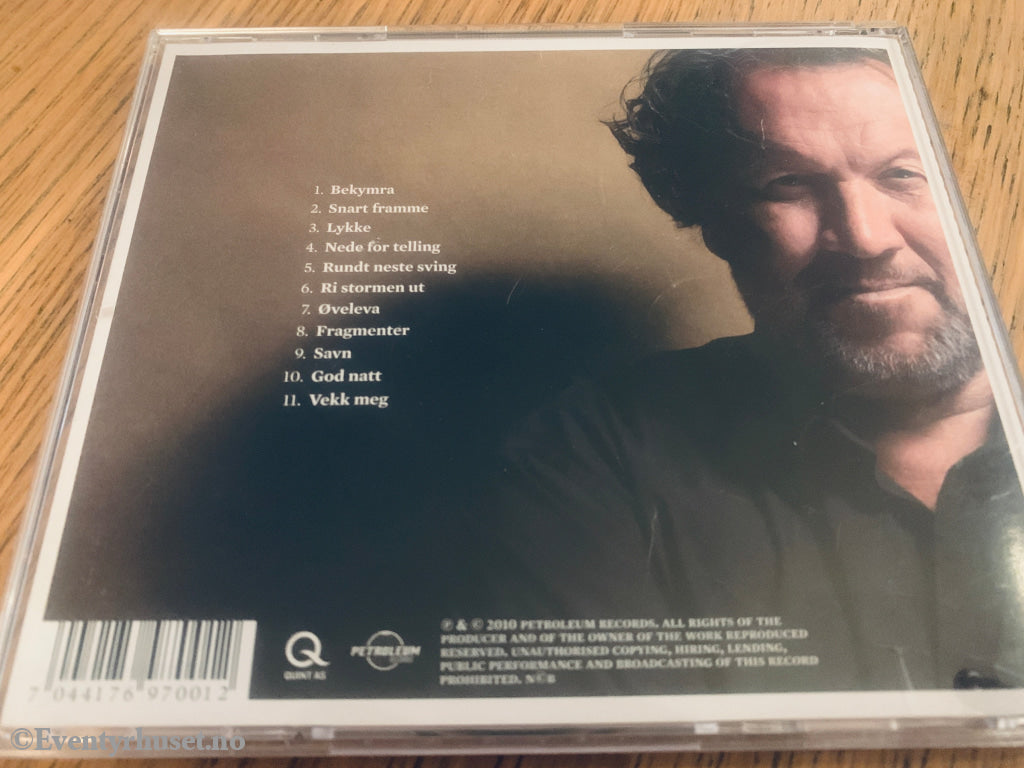 1. Bekymra
2. Snart framme
3. Lykke
4. Nede for telling
5. Rundt neste sving
6. Ri stormen ut
7. Øveleva
8. Fragmenter
9. Savn
10. God natt
11. Vekk meg
Q
QUINT AS
PETROLEUM
℗ & © 2010 PETROLEUM RECORDS. ALL RIGHTS OF THE
PRODUCER AND OF THE OWNER OF THE WORK REPRODUCED
RESERVED. UNAUTHORISED COPYING, HIRING, LENDING,
PUBLIC PERFORMANCE AND BROADCASTING OF THIS RECORD
PROHIBITED. N©B
7 044176 970012
©Eventyrhuset.no